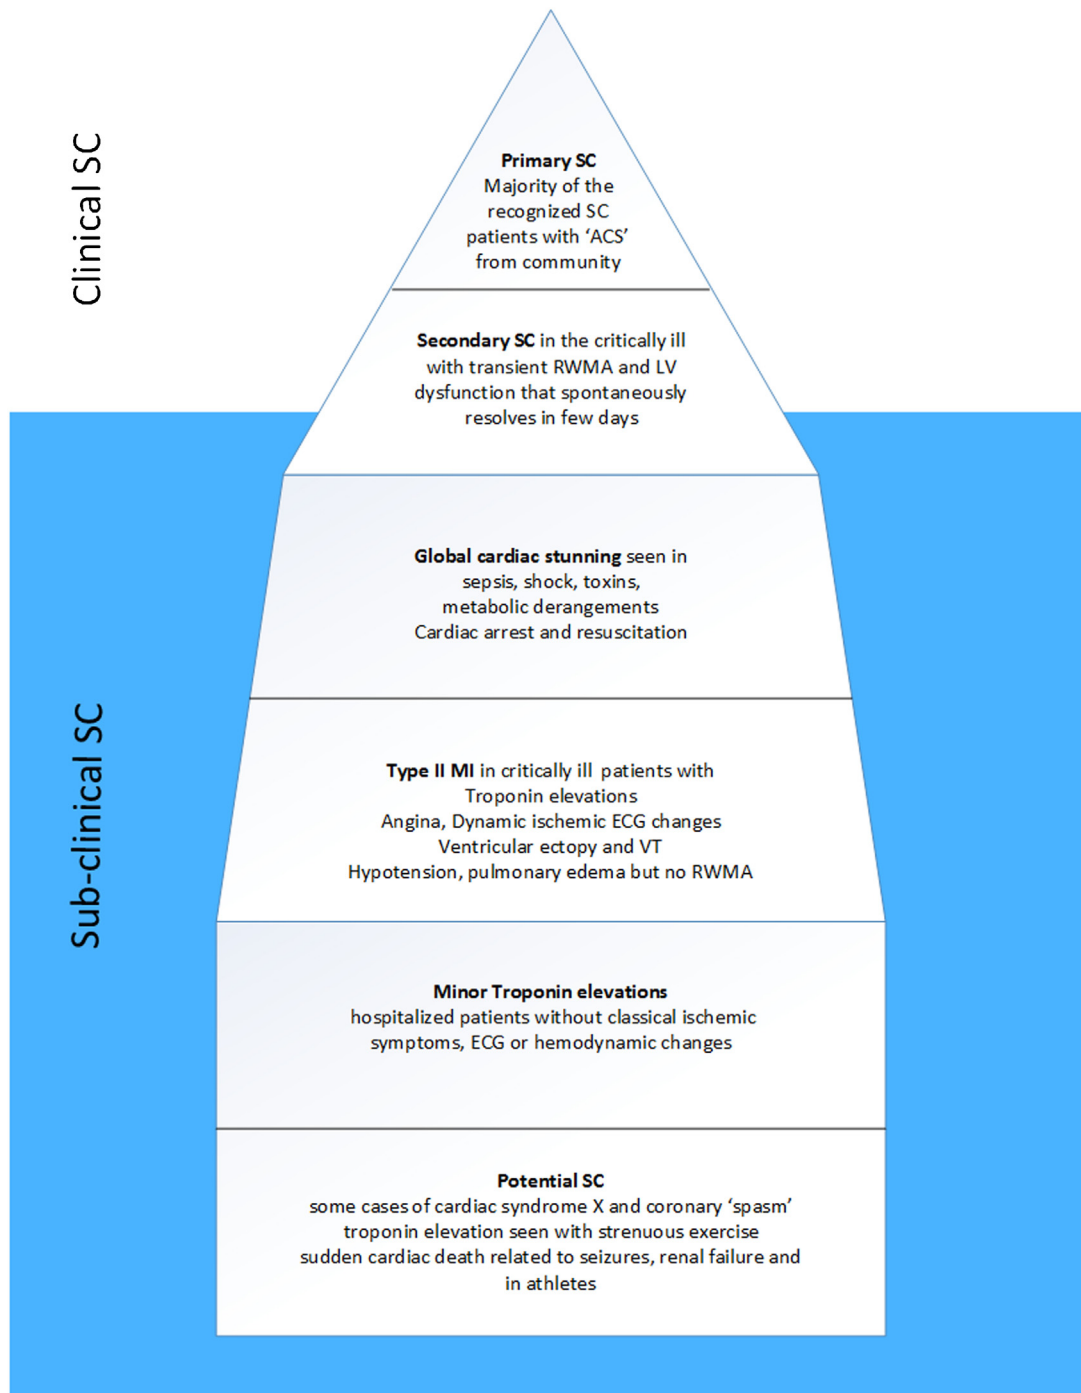 Clinical SC
Primary SC
Majority of the
recognized SC
patients with ‘ACS’
from community
Secondary SC in the critically ill
with transient RWMA and LV
dysfunction that spontaneously
resolves in few days
Sub-clinical SC
Global cardiac stunning seen in
sepsis, shock, toxins,
metabolic derangements
Cardiac arrest and resuscitation
Type II MI in critically ill patients with
Troponin elevations
Angina, Dynamic ischemic ECG changes
Ventricular ectopy and VT
Hypotension, pulmonary edema but no RWMA
Minor Troponin elevations
hospitalized patients without classical ischemic
symptoms, ECG or hemodynamic changes
Potential SC
some cases of cardiac syndrome X and coronary ‘spasm’
troponin elevation seen with strenuous exercise
sudden cardiac death related to seizures, renal failure and
in athletes